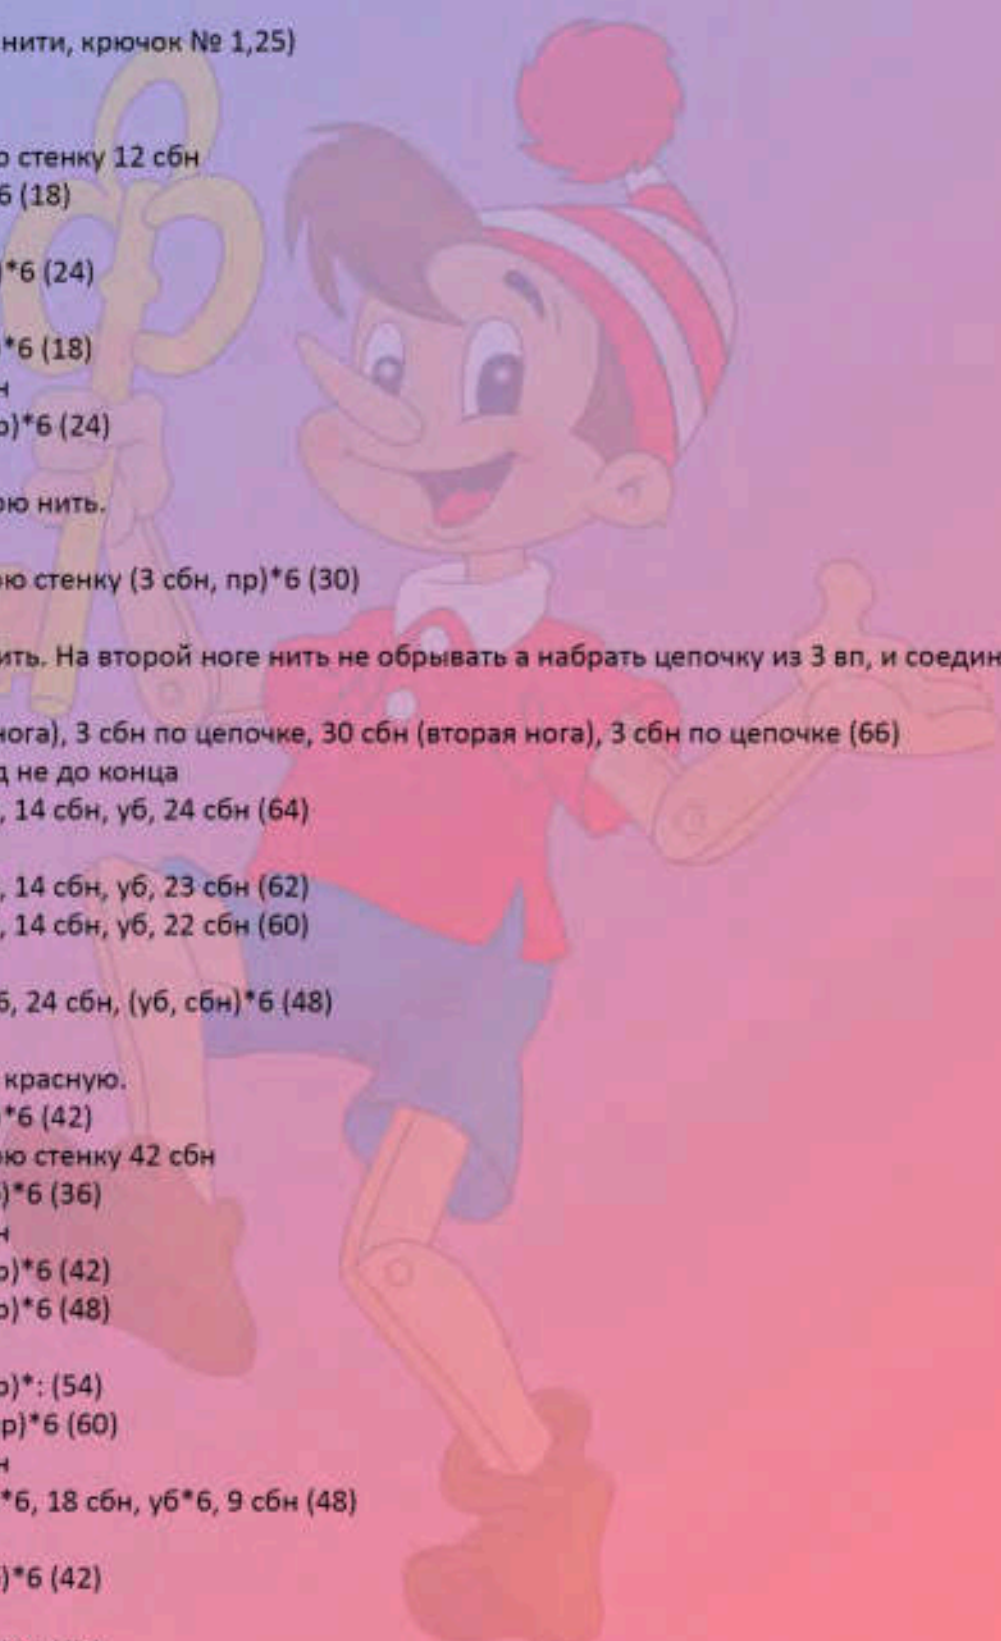 нити, крючок № 1,25)
стенку 12 сбн
6 (18)
)*6 (24)
)*6 (18)
н
р)*6 (24)
ю нить.
ю стенку (3 сбн, пр)*6 (30)
ить. На второй ноге нить не обрывать а набрать цепочку из 3 вп, и соедин
нога), 3 сбн по цепочке, 30 сбн (вторая нога), 3 сбн по цепочке (66)
д не до конца
, 14 сбн, уб, 24 сбн (64)
, 14 сбн, уб, 23 сбн (62)
, 14 сбн, уб, 22 сбн (60)
б, 24 сбн, (уб, сбн)*6 (48)
красную.
*6 (42)
ю стенку 42 сбн
)*6 (36)
н
р)*6 (42)
р)*6 (48)
р)*: (54)
пр)*6 (60)
н
*6, 18 сбн, уб*6, 9 сбн (48)
)*6 (42)